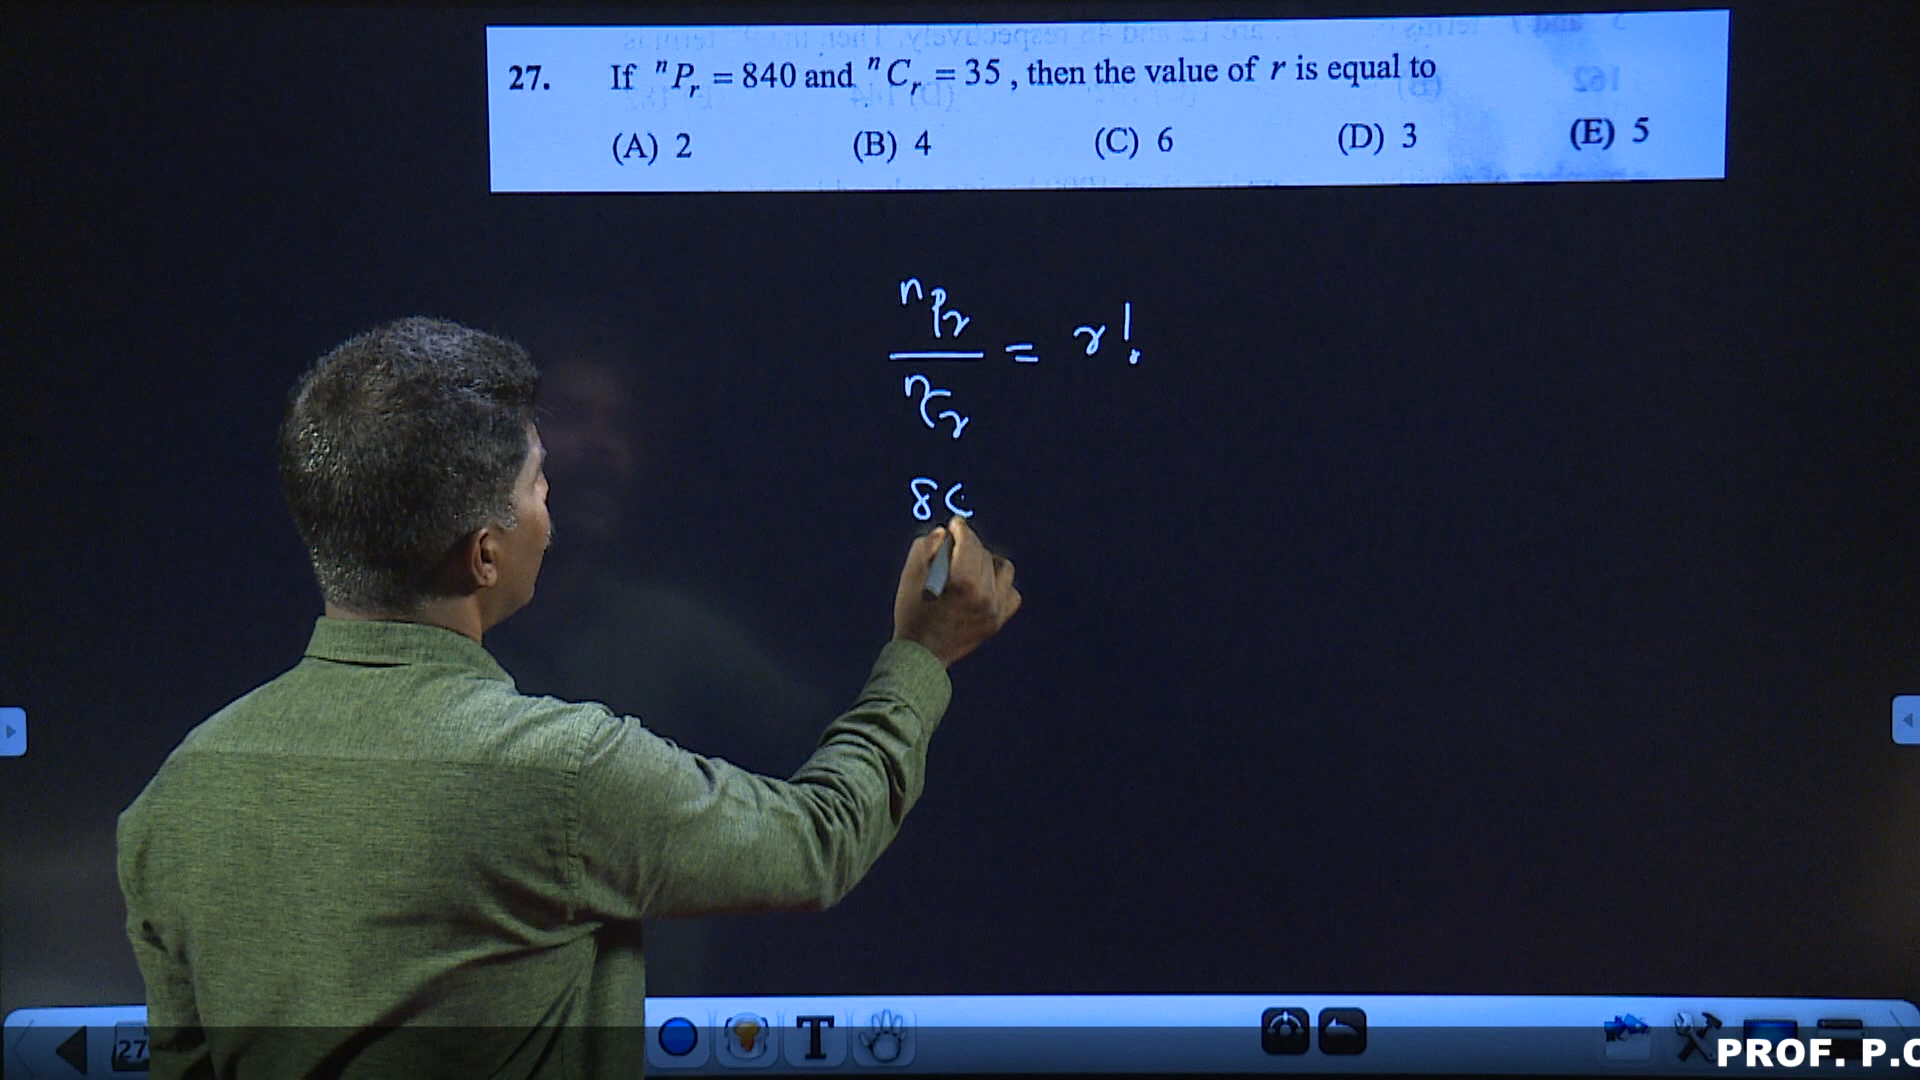 27. If ⁿPᵣ = 840 and ⁿCᵣ = 35, then the value of r is equal to
(A) 2 (B) 4 (C) 6 (D) 3 (E) 5
ⁿPᵣ
— = r!
ⁿCᵣ
8
27
T
PROF. P.C